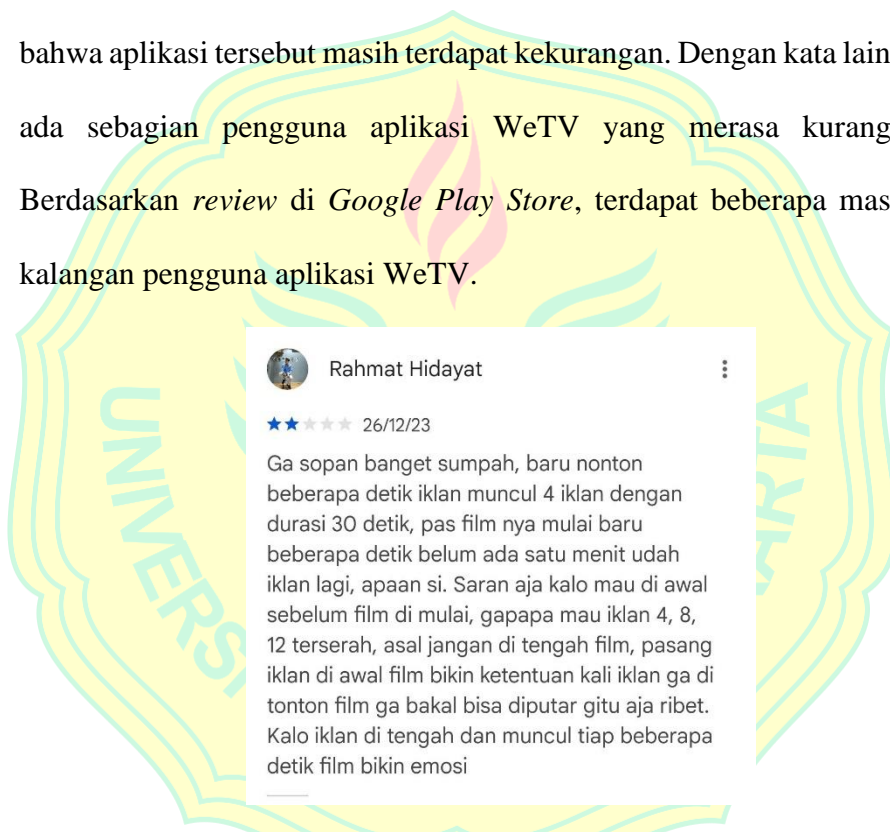 bahwa aplikasi tersebut masih terdapat kekurangan. Dengan kata lain
ada sebagian pengguna aplikasi WeTV yang merasa kurang
Berdasarkan review di Google Play Store, terdapat beberapa mas
kalangan pengguna aplikasi WeTV.
Rahmat Hidayat
26/12/23
Ga sopan banget sumpah, baru nonton
beberapa detik iklan muncul 4 iklan dengan
durasi 30 detik, pas film nya mulai baru
beberapa detik belum ada satu menit udah
iklan lagi, apaan si. Saran aja kalo mau di awal
sebelum film di mulai, gapapa mau iklan 4, 8,
12 terserah, asal jangan di tengah film, pasang
iklan di awal film bikin ketentuan kali iklan ga di
tonton film ga bakal bisa diputar gitu aja ribet.
Kalo iklan di tengah dan muncul tiap beberapa
detik film bikin emosi
UNIVERS
ARTA